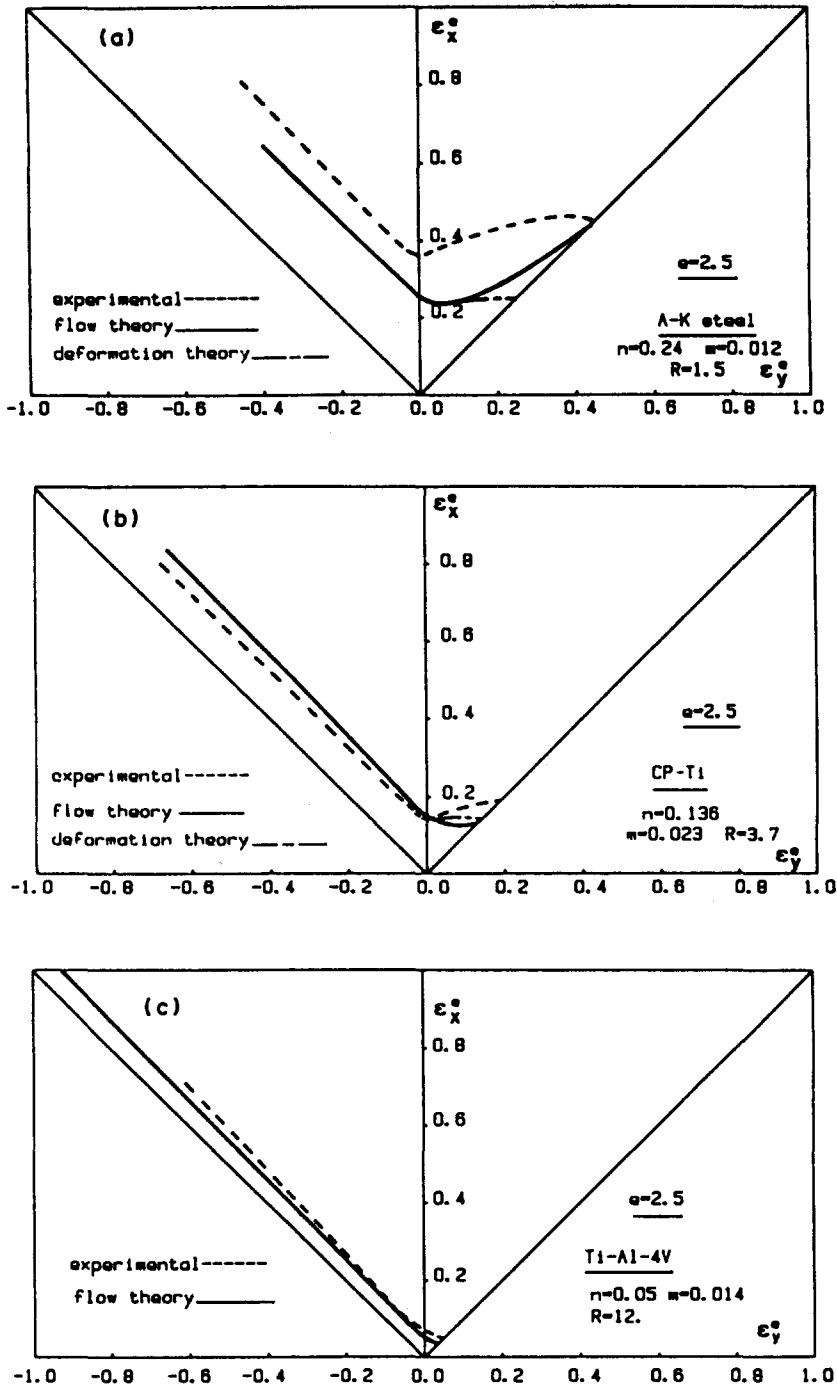 (a)
εₓᵉ
0.8
0.6
0.4
0.2
experimental
flow theory
deformation theory
a=2.5
A-K steel
n=0.24 m=0.012
R=1.5
ε_yᵉ
-1.0 -0.8 -0.6 -0.4 -0.2 0.0 0.2 0.4 0.6 0.8 1.0
(b)
εₓᵉ
0.8
0.6
0.4
0.2
experimental
flow theory
deformation theory
a=2.5
CP-Ti
n=0.136
m=0.023 R=3.7
ε_yᵉ
-1.0 -0.8 -0.6 -0.4 -0.2 0.0 0.2 0.4 0.6 0.8 1.0
(c)
εₓᵉ
0.8
0.6
0.4
0.2
experimental
flow theory
a=2.5
Ti-Al-4V
n=0.05 m=0.014
R=12.
ε_yᵉ
-1.0 -0.8 -0.6 -0.4 -0.2 0.0 0.2 0.4 0.6 0.8 1.0